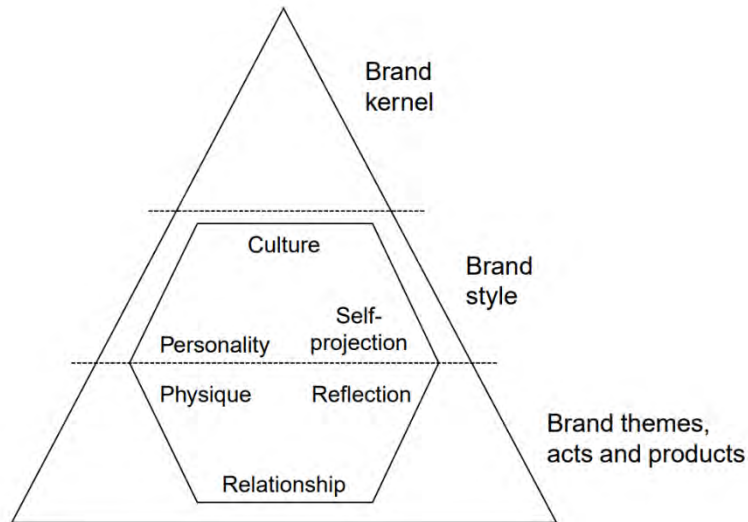 Brand
kernel
Culture
Brand
style
Self-
Personality
projection
Physique
Reflection
Brand themes,
acts and products
Relationship